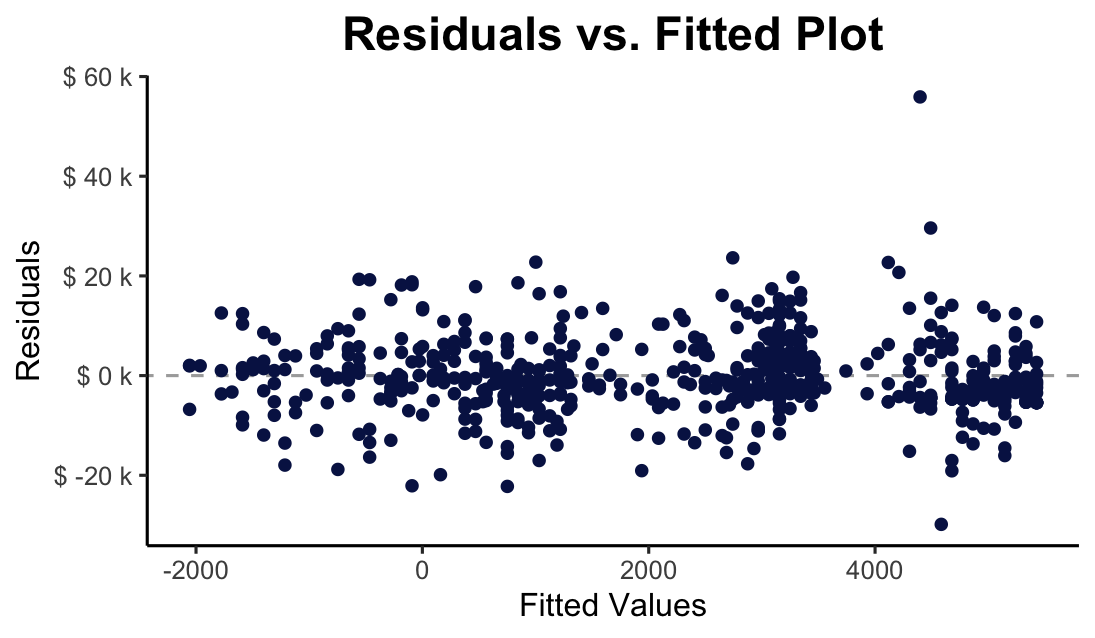 Residuals vs. Fitted Plot
Residuals
$ 60 k
$ 40 k
$ 20 k
$ 0 k
$ -20 k
-2000 0 2000 4000
Fitted Values